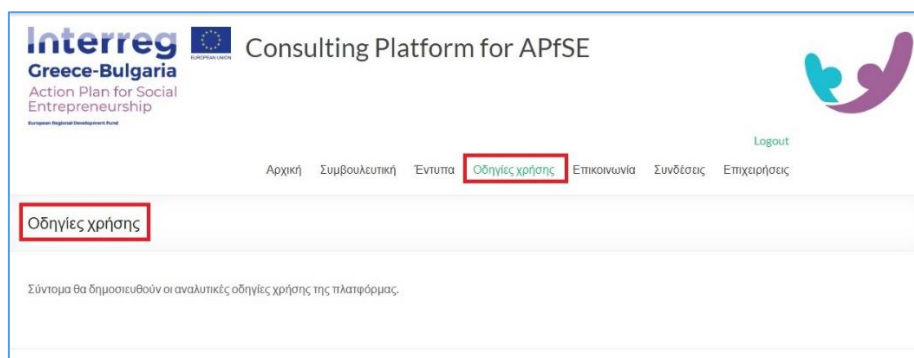 Interreg
EUROPEAN UNION
Greece-Bulgaria
Action Plan for Social
Entrepreneurship
European Regional Development Fund
Consulting Platform for APfSE
Logout
Αρχική Συμβουλευτική Έντυπα Οδηγίες χρήσης Επικοινωνία Συνδέσεις Επιχειρήσεις
Οδηγίες χρήσης
Σύντομα θα δημοσιευθούν οι αναλυτικές οδηγίες χρήσης της πλατφόρμας.